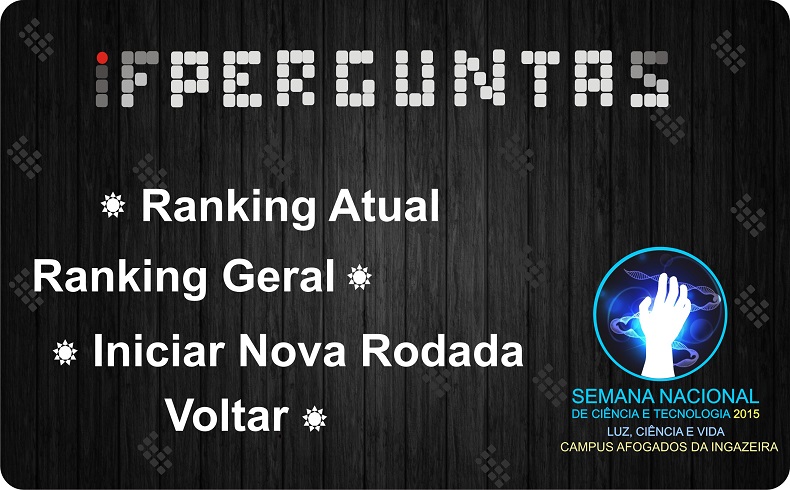 iFPERGUNTAS
Ranking Atual
Ranking Geral
Iniciar Nova Rodada
Voltar
SEMANA NACIONAL
DE CIÊNCIA E TECNOLOGIA 2015
LUZ, CIÊNCIA E VIDA
CAMPUS AFOGADOS DA INGAZEIRA